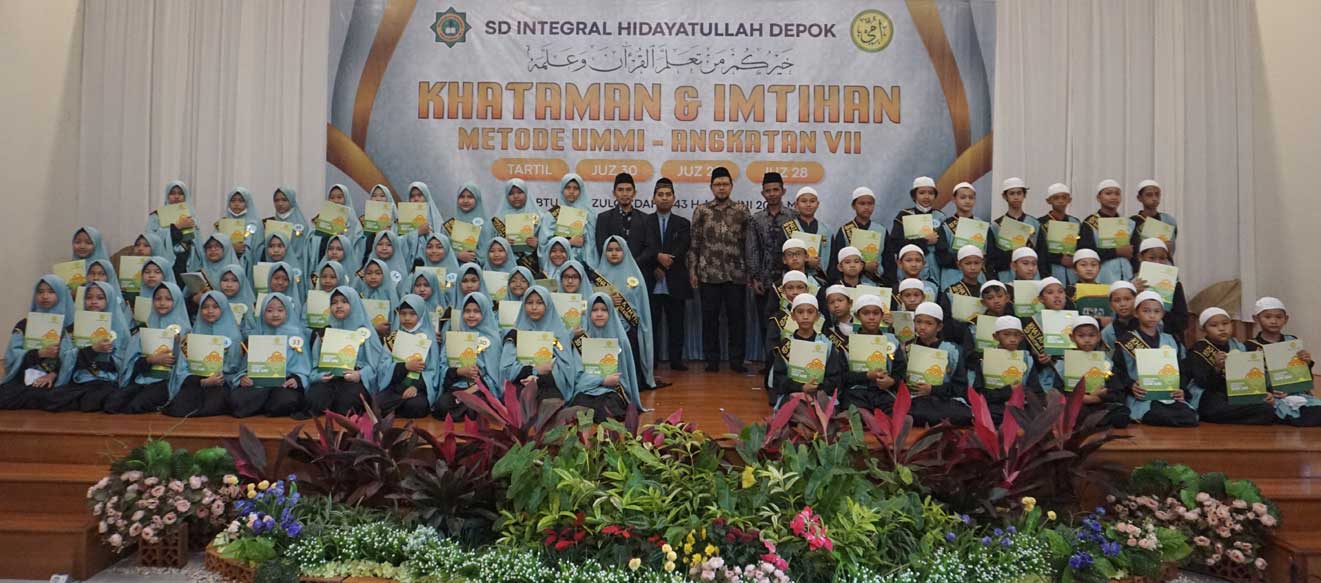 SD INTEGRAL HIDAYATULLAH DEPOK
خيركم من تعلم القرآن وعلمه
KHATAMAN & IMTIHAN
METODE UMMI - ANGKATAN VII
TARTIL JUZ 30 JUZ JUZ 28